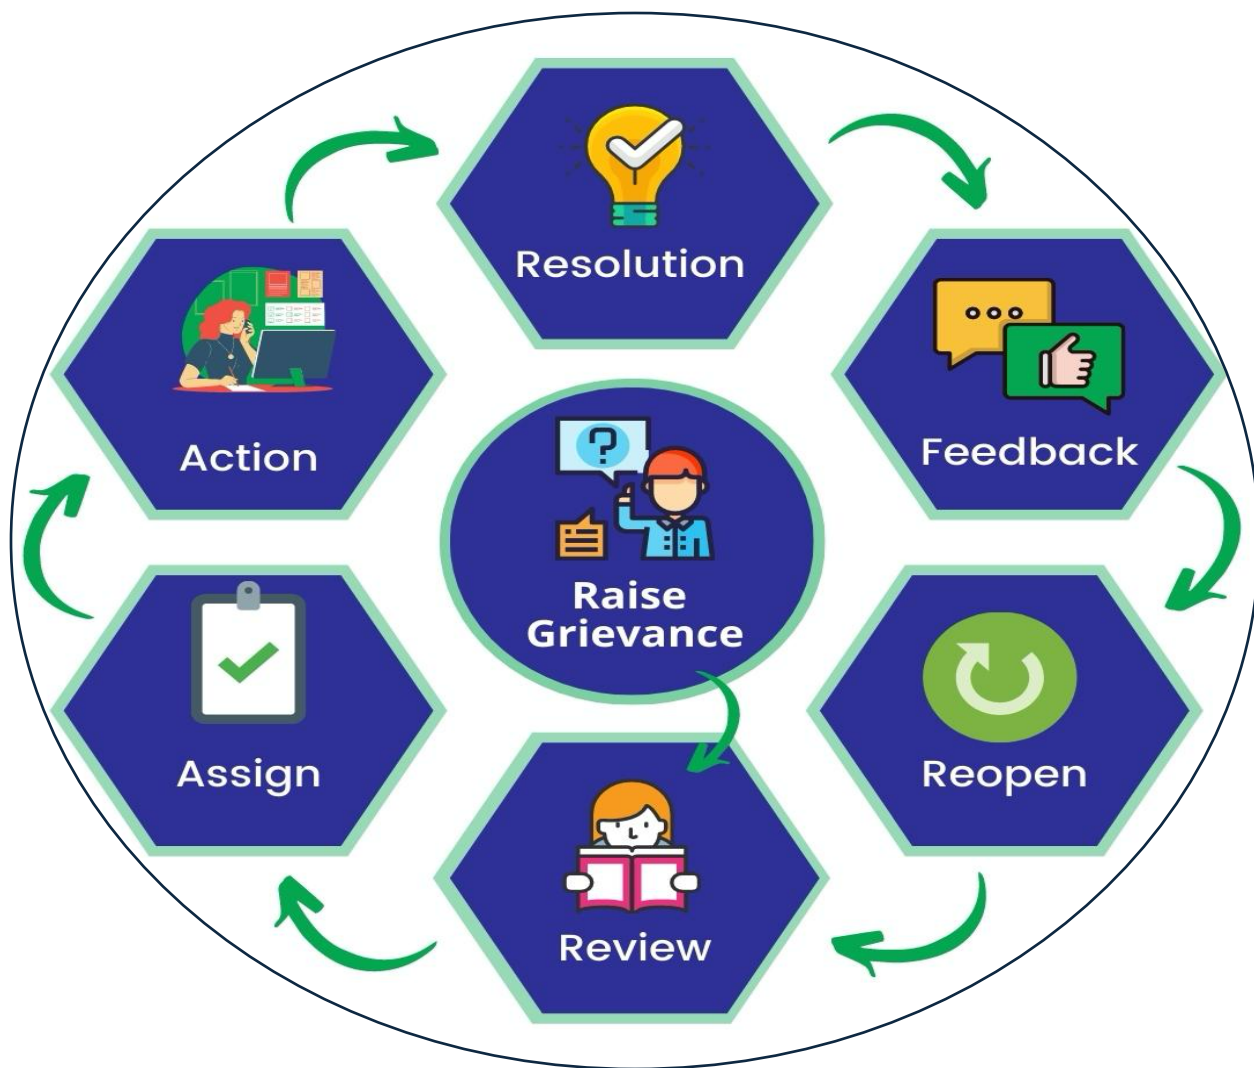 Resolution
Action
Feedback
Raise
Grievance
Assign
Reopen
Review